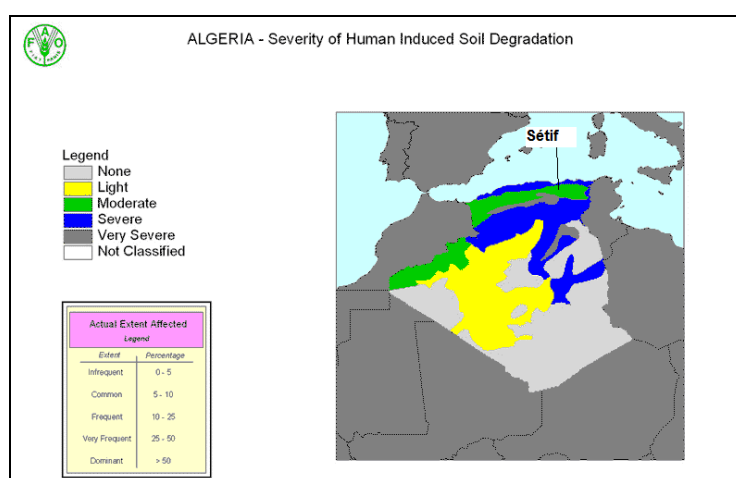 ALGERIA - Severity of Human Induced Soil Degradation
F A O
Sétif
Legend
None
Light
Moderate
Severe
Very Severe
Not Classified
Actual Extent Affected
Legend
Extent Percentage
Infrequent 0 - 5
Common 5 - 10
Frequent 10 - 25
Very Frequent 25 - 50
Dominant > 50